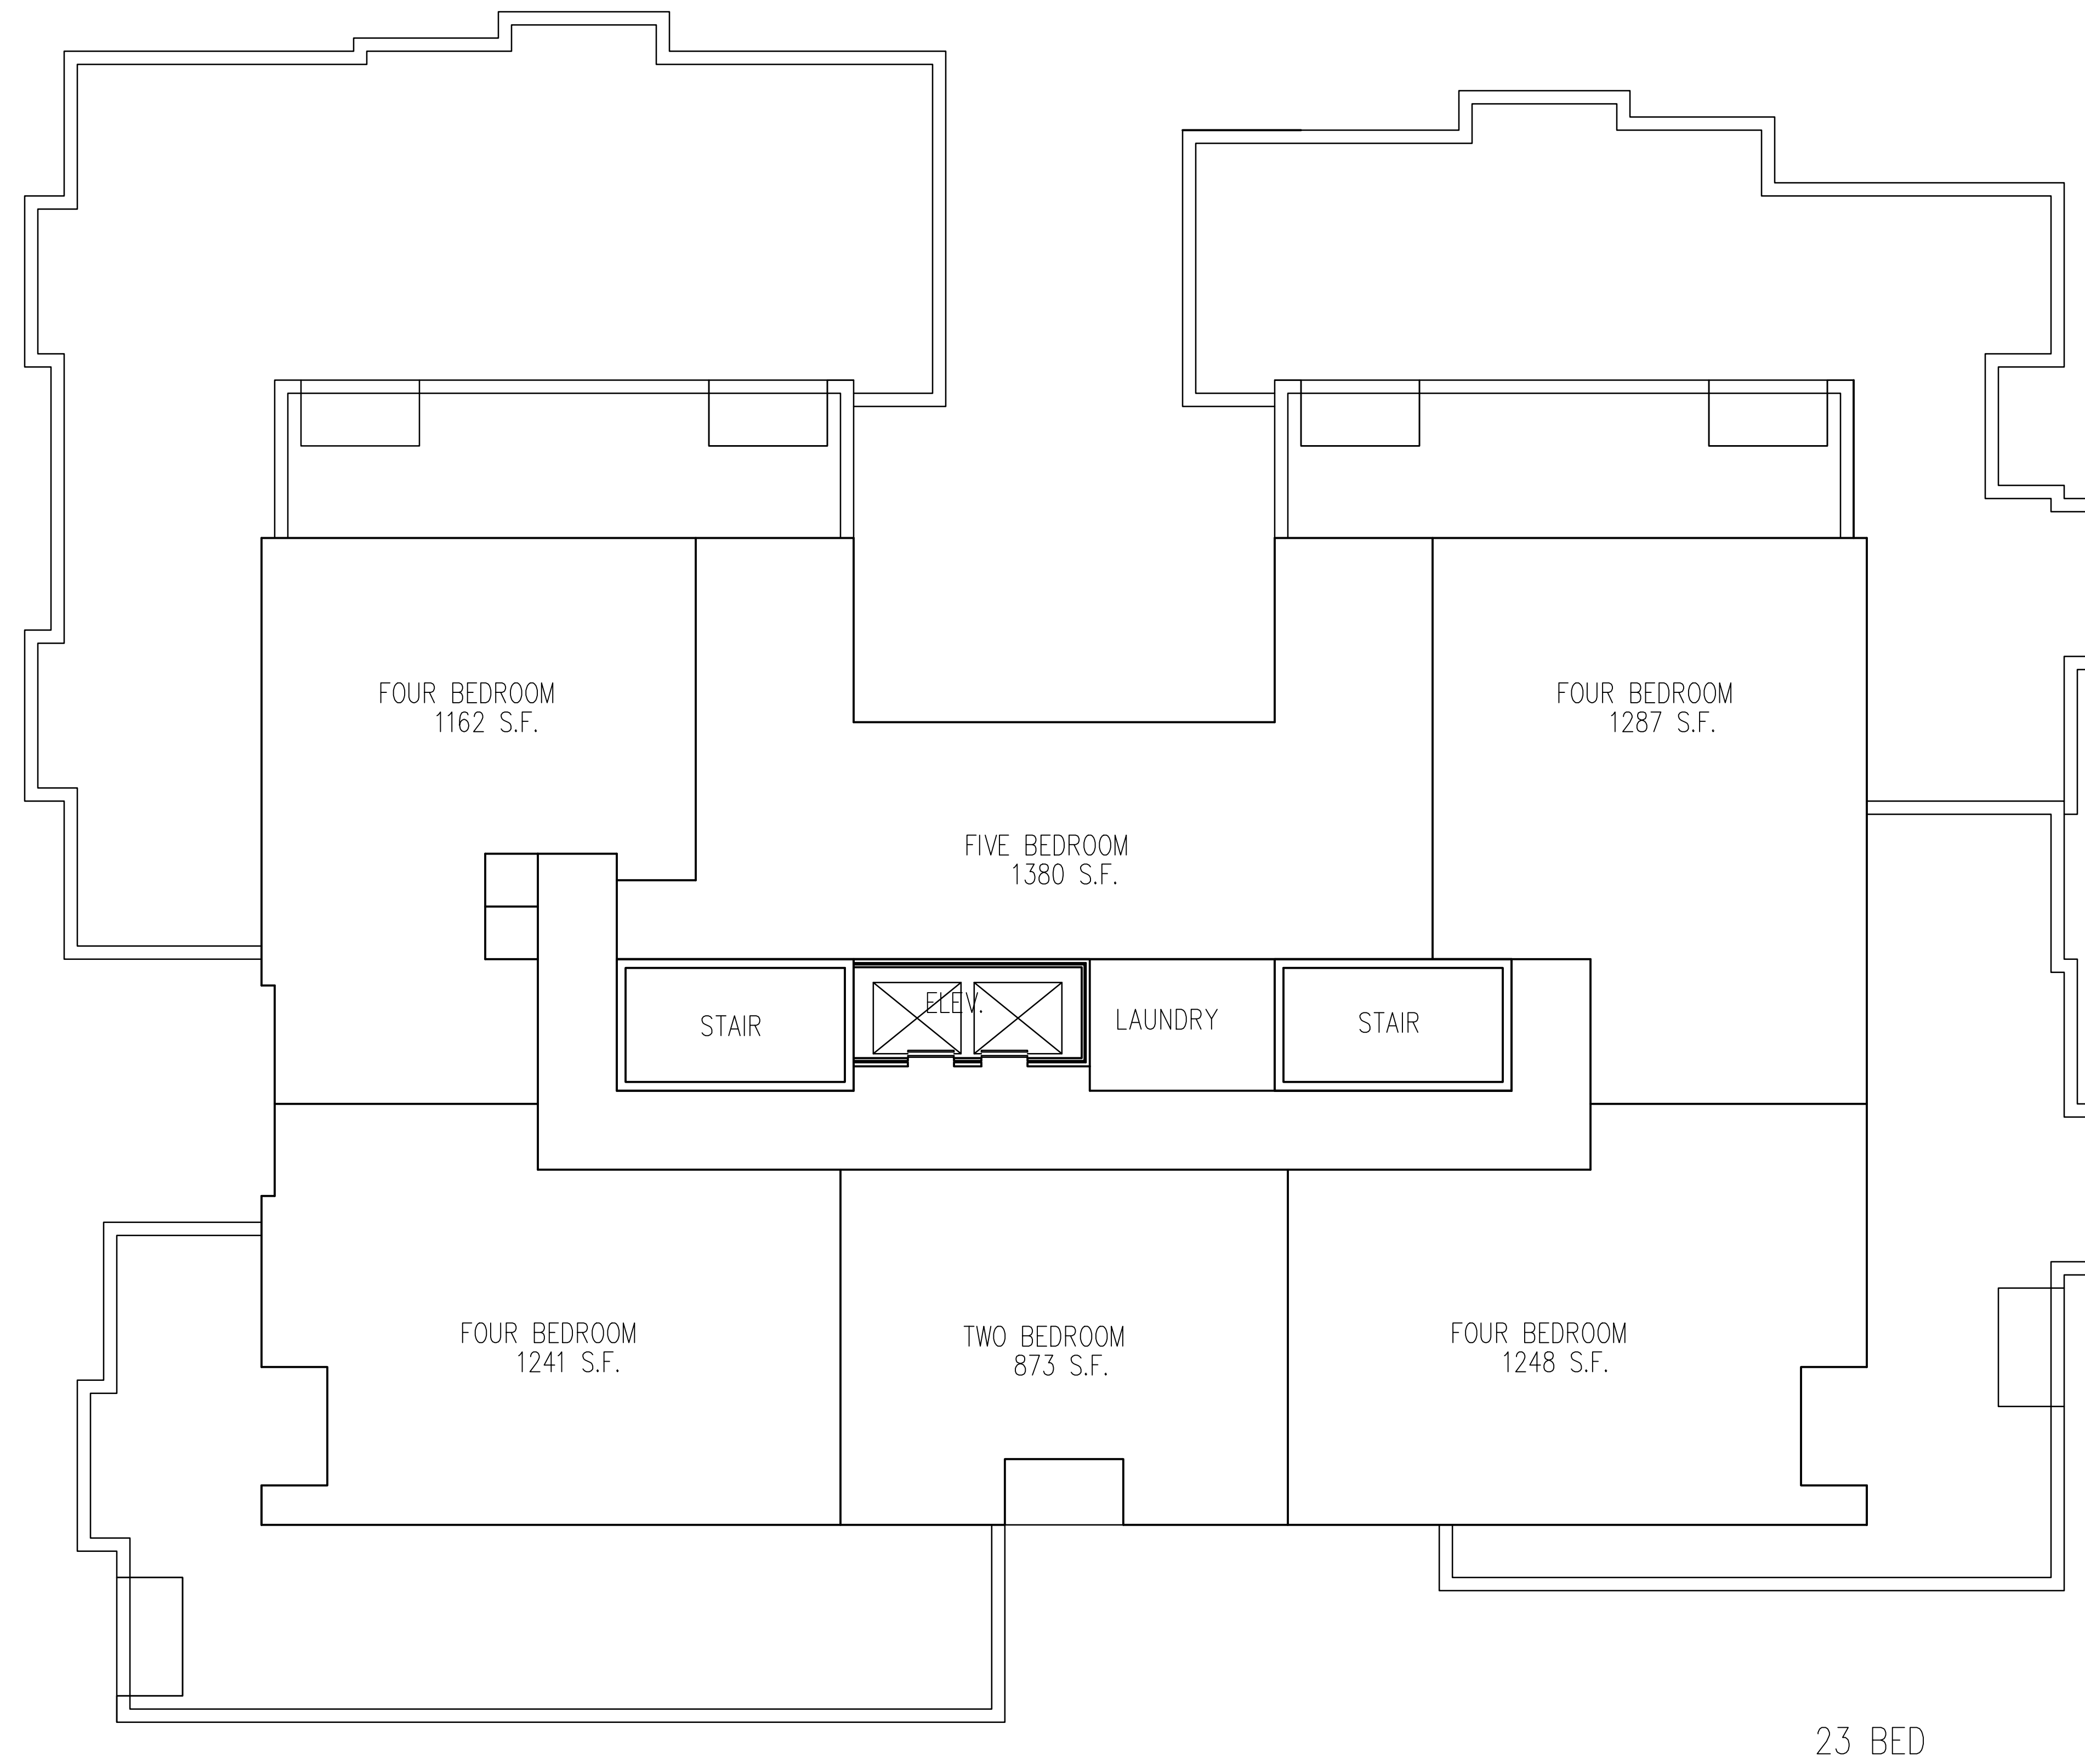 FOUR BEDROOM
1162 S.F.
FOUR BEDROOM
1287 S.F.
FIVE BEDROOM
1380 S.F.
STAIR
ELEV.
LAUNDRY
STAIR
FOUR BEDROOM
1241 S.F.
TWO BEDROOM
873 S.F.
FOUR BEDROOM
1248 S.F.
23 BED